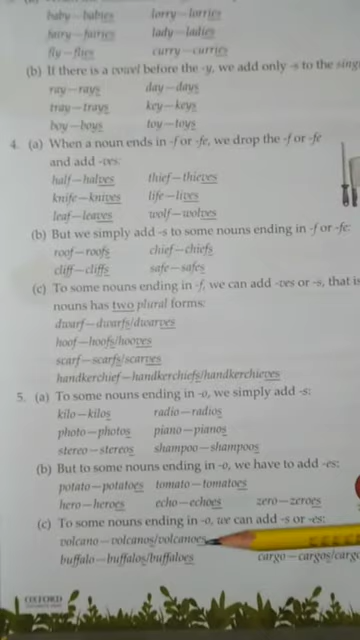 baby—babies lorry—lorries
fairy—fairies lady—ladies
fly—flies curry—curries
(b) If there is a vowel before the -y, we add only -s to the sing
ray—rays day—days
tray—trays key—keys
boy—boys toy—toys
4. (a) When a noun ends in -f or -fe, we drop the -f or -fe
and add -ves:
half—halves thief—thieves
knife—knives life—lives
leaf—leaves wolf—wolves
(b) But we simply add -s to some nouns ending in -f or -fe:
roof—roofs chief—chiefs
cliff—cliffs safe—safes
(c) To some nouns ending in -f, we can add -ves or -s, that is
nouns has two plural forms:
dwarf—dwarfs/dwarves
hoof—hoofs/hooves
scarf—scarfs/scarves
handkerchief—handkerchiefs/handkerchieves
5. (a) To some nouns ending in -o, we simply add -s:
kilo—kilos radio—radios
photo—photos piano—pianos
stereo—stereos shampoo—shampoos
(b) But to some nouns ending in -o, we have to add -es:
potato—potatoes tomato—tomatoes
hero—heroes echo—echoes zero—zeroes
(c) To some nouns ending in -o, we can add -s or -es:
volcano—volcanos/volcanoes
buffalo—buffalos/buffaloes cargo—cargos/cargo
OXFORD